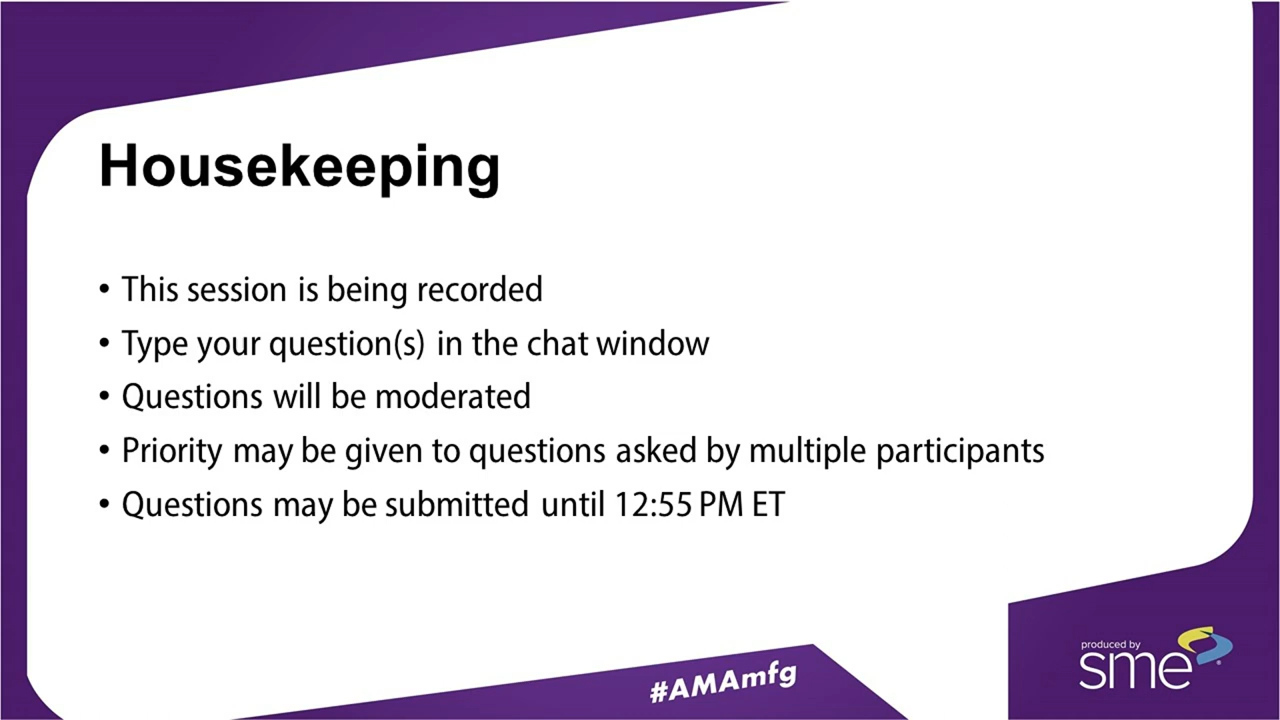 Housekeeping
• This session is being recorded
• Type your question(s) in the chat window
• Questions will be moderated
• Priority may be given to questions asked by multiple participants
• Questions may be submitted until 12:55 PM ET
#AMAmfg
produced by
sme®